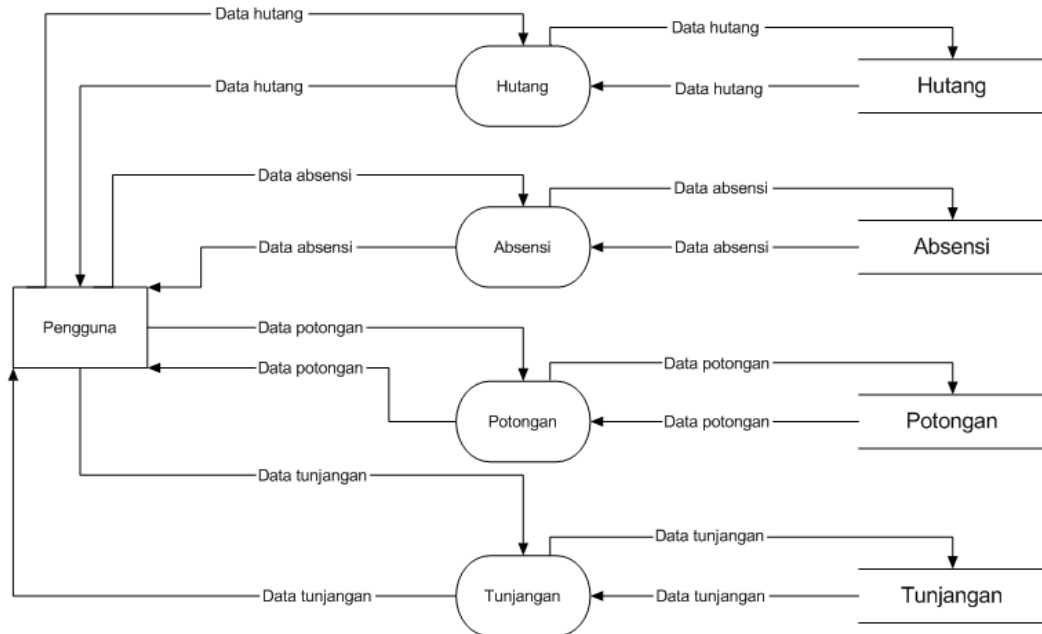 Data hutang
Data hutang
Data hutang
Hutang
Data hutang
Hutang
Data absensi
Data absensi
Data absensi
Absensi
Data absensi
Absensi
Pengguna
Data potongan
Data potongan
Data potongan
Potongan
Data potongan
Potongan
Data tunjangan
Data tunjangan
Data tunjangan
Tunjangan
Data tunjangan
Tunjangan